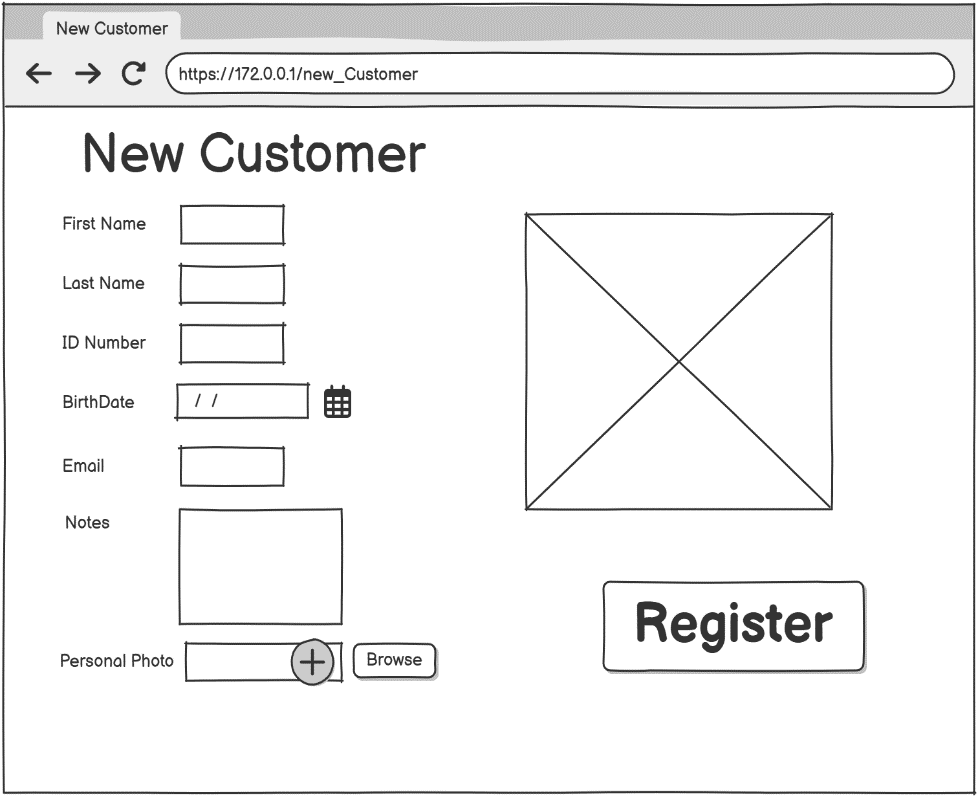 New Customer
https://172.0.0.1/new_Customer
New Customer
First Name
Last Name
ID Number
BirthDate / /
Email
Notes
Personal Photo Browse
Register